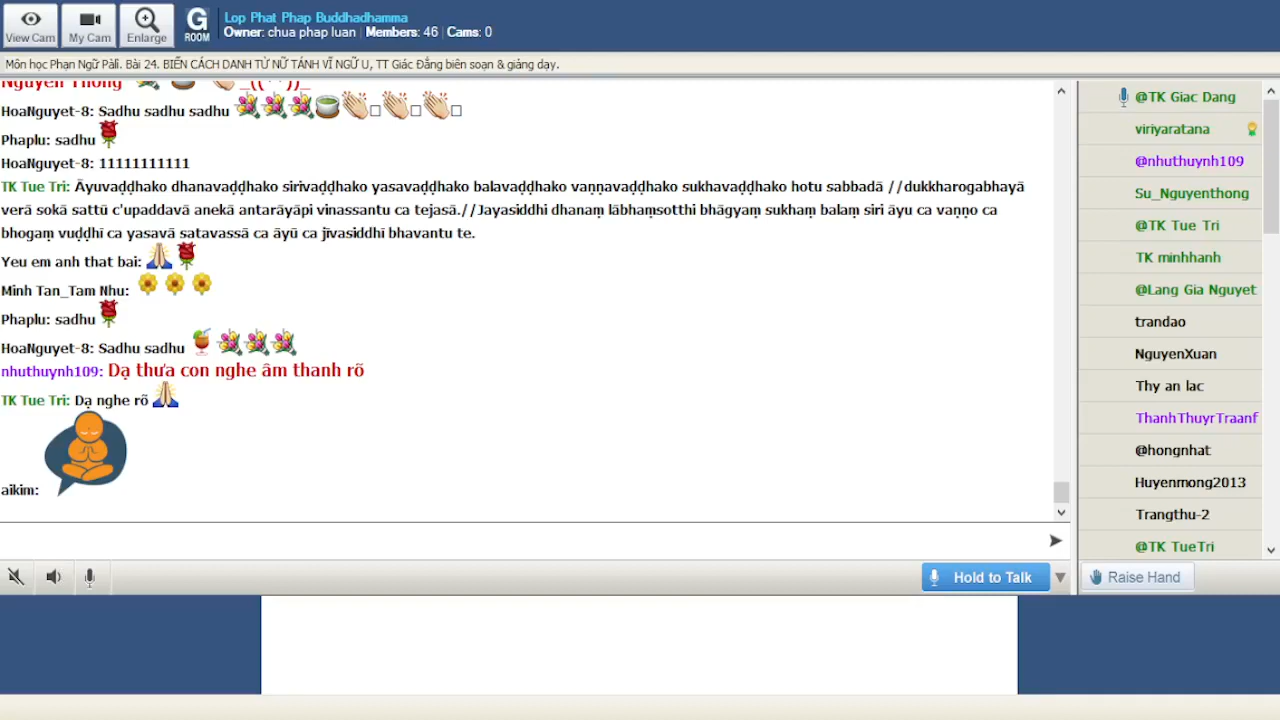 View Cam
My Cam
Enlarge
G
ROOM
Lop Phat Phap Buddhadhamma
Owner: chua phap luan | Members: 46 | Cams: 0
Môn học Phạn Ngữ Pàli. Bài 24. BIẾN CÁCH DANH TỪ NỮ TÁNH VĨ NGỮ U, TT Giác Đẳng biên soạn & giảng dạy.
Nguyen Thong _((
HoaNguyet-8: Sadhu sadhu sadhu
Phaplu: sadhu
HoaNguyet-8: 11111111111
TK Tue Tri: Āyuvaḍḍhako dhanavaḍḍhako sirivaḍḍhako yasavaḍḍhako balavaḍḍhako vaṇṇavaḍḍhako sukhavaḍḍhako hotu sabbadā //dukkharogabhayā
verā sokā sattū c'upaddavā anekā antarāyāpi vinassantu ca tejasā.//Jayasiddhi dhanaṃ lābhaṃsotthi bhāgyaṃ sukhaṃ balaṃ siri āyu ca vaṇṇo ca
bhogaṃ vuḍḍhī ca yasavā satavassā ca āyū ca jīvasiddhī bhavantu te.
Yeu em anh that bai:
Minh Tan_Tam Nhu:
Phaplu: sadhu
HoaNguyet-8: Sadhu sadhu
nhuthuynh109: Dạ thưa con nghe âm thanh rõ
TK Tue Tri: Dạ nghe rõ
aikim:
@TK Giac Dang
viriyaratana
@nhuthuynh109
Su_Nguyenthong
@TK Tue Tri
TK minhhanh
@Lang Gia Nguyet
trandao
NguyenXuan
Thy an lac
ThanhThuyrTraanf
@hongnhat
Huyenmong2013
Trangthu-2
@TK TueTri
Hold to Talk
Raise Hand